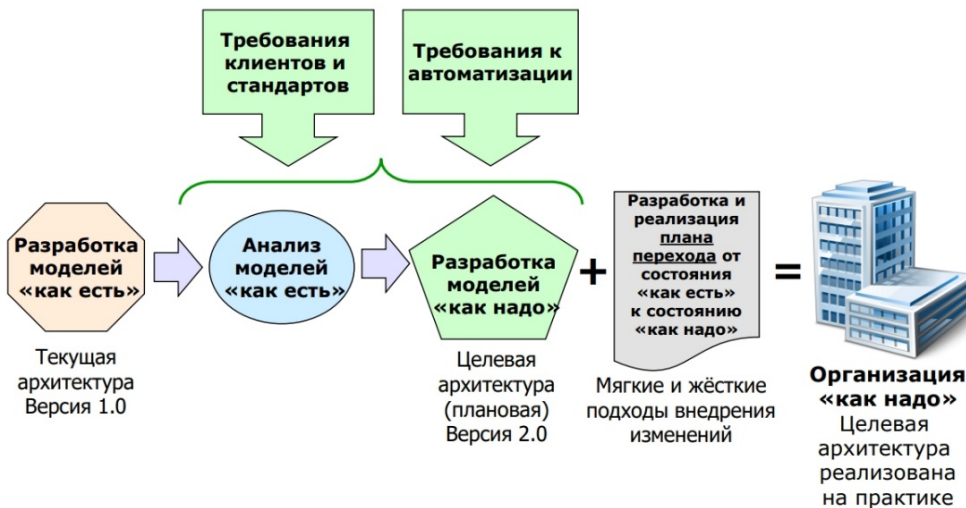 Требования
клиентов и
стандартов
Требования к
автоматизации
Разработка
моделей
«как есть»
Текущая
архитектура
Версия 1.0
Анализ
моделей
«как есть»
Разработка
моделей
«как надо»
Целевая
архитектура
(плановая)
Версия 2.0
+
Разработка и
реализация
плана
перехода от
состояния
«как есть»
к состоянию
«как надо»
Мягкие и жёсткие
подходы внедрения
изменений
=
Организация
«как надо»
Целевая
архитектура
реализована
на практике